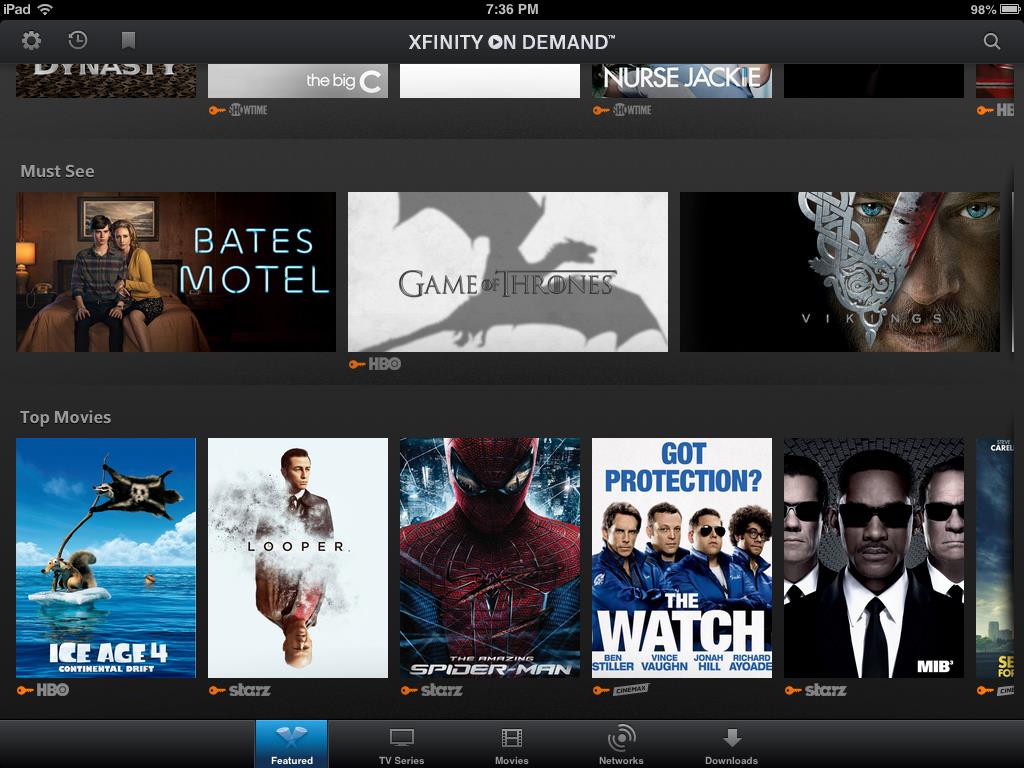 iPad 7:36 PM 98%
XFINITY ON DEMAND™
DYNASTY
the big C
NURSE JACKIE
SHOWTIME SHOWTIME HB
Must See
BATES
MOTEL
GAME OF THRONES
VIKINGS
HBO
Top Movies
ICE AGE 4
CONTINENTAL DRIFT
LOOPER
THE AMAZING
SPIDER-MAN
GOT
PROTECTION?
THE
WATCH
BEN STILLER VINCE VAUGHN JONAH HILL RICHARD AYOADE
MIB³
STEVE
CAREL
SE
FOR
HBO starz starz CINEMAX starz CINE
Featured TV Series Movies Networks Downloads